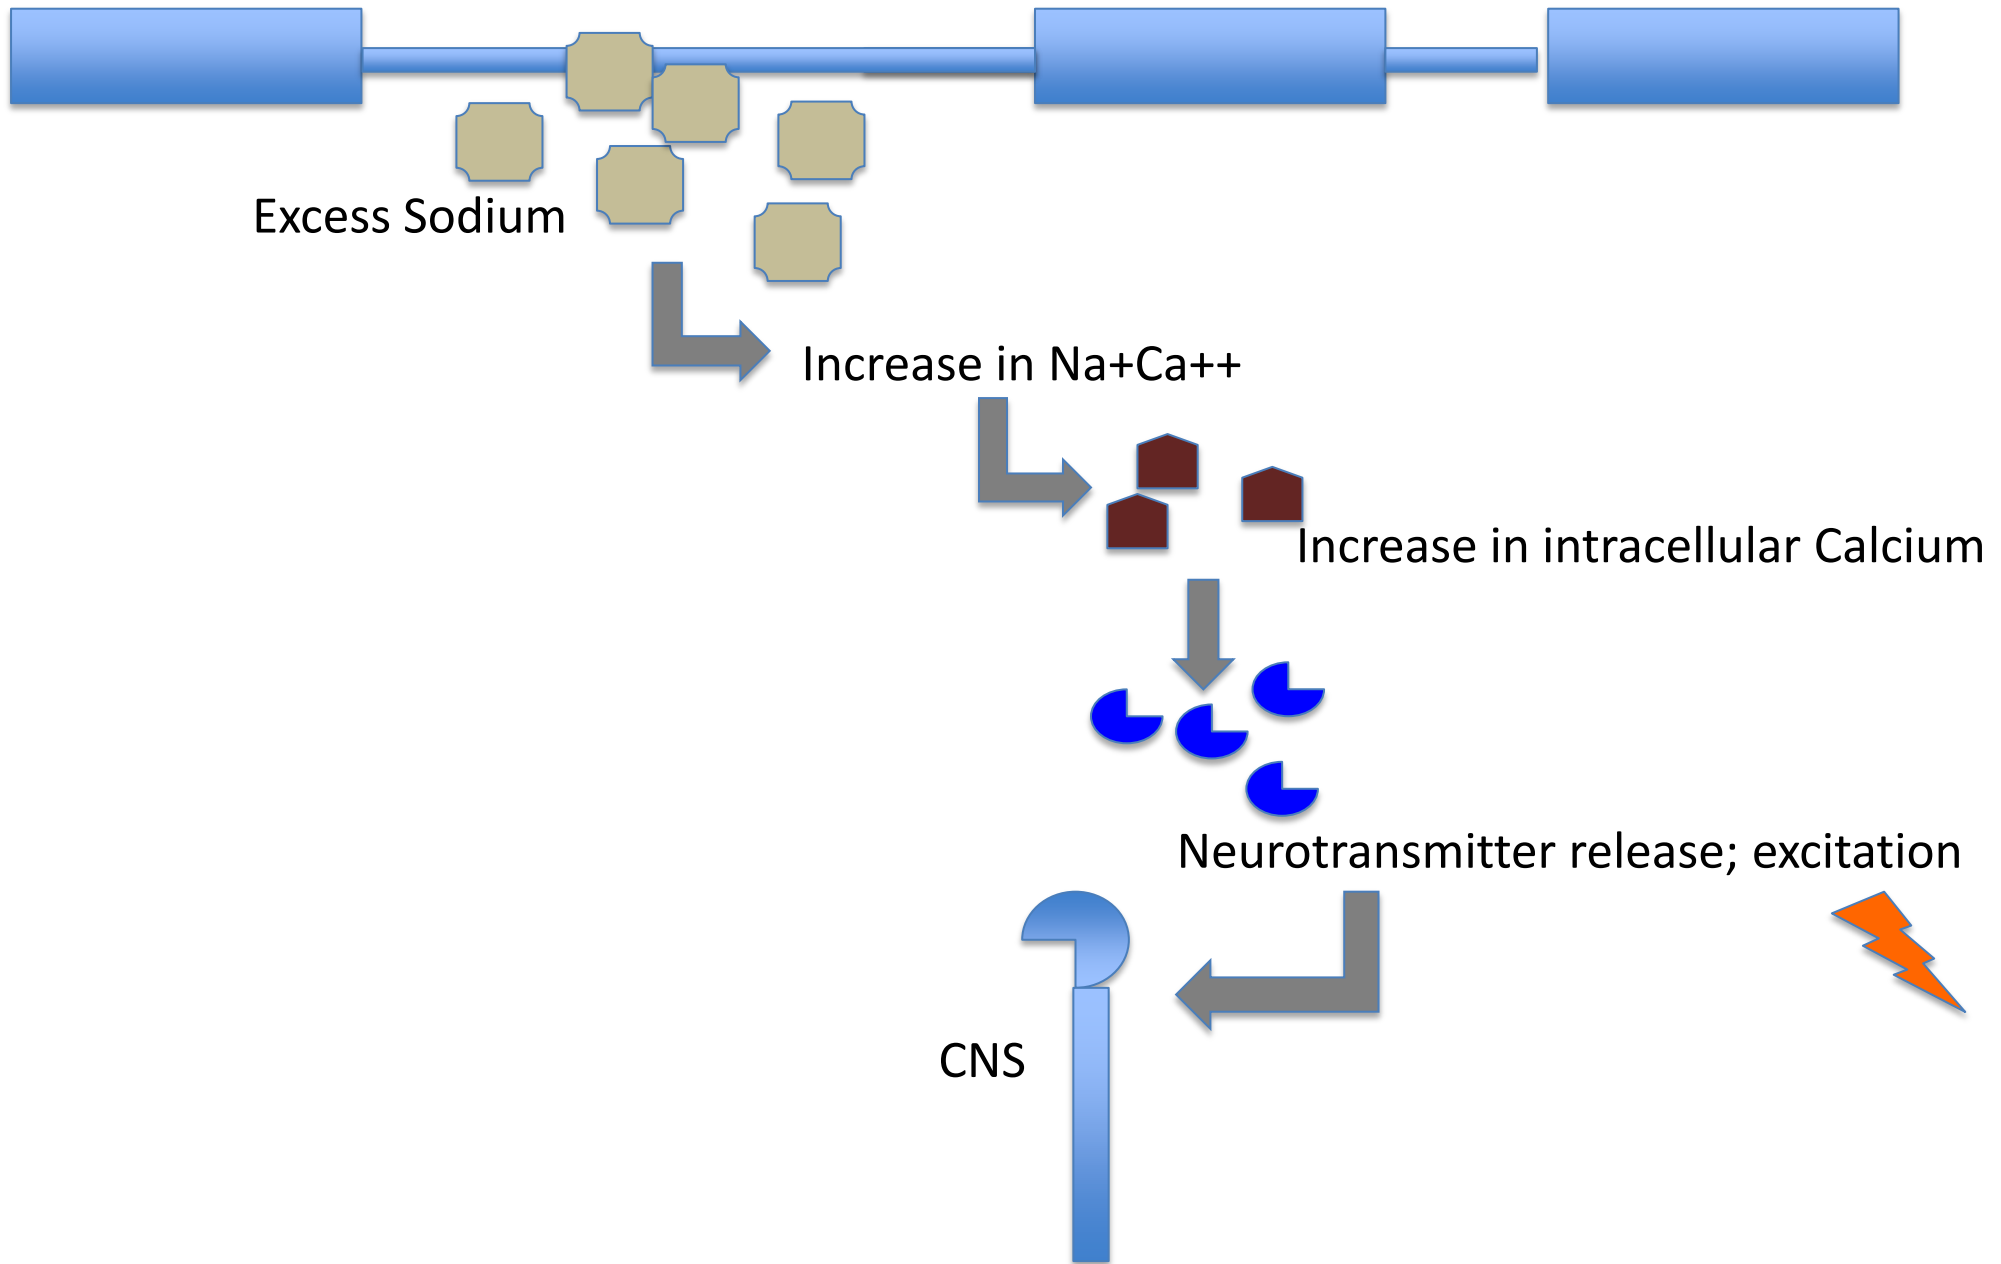 Excess Sodium
Increase in Na+Ca++
Increase in intracellular Calcium
Neurotransmitter release; excitation
CNS